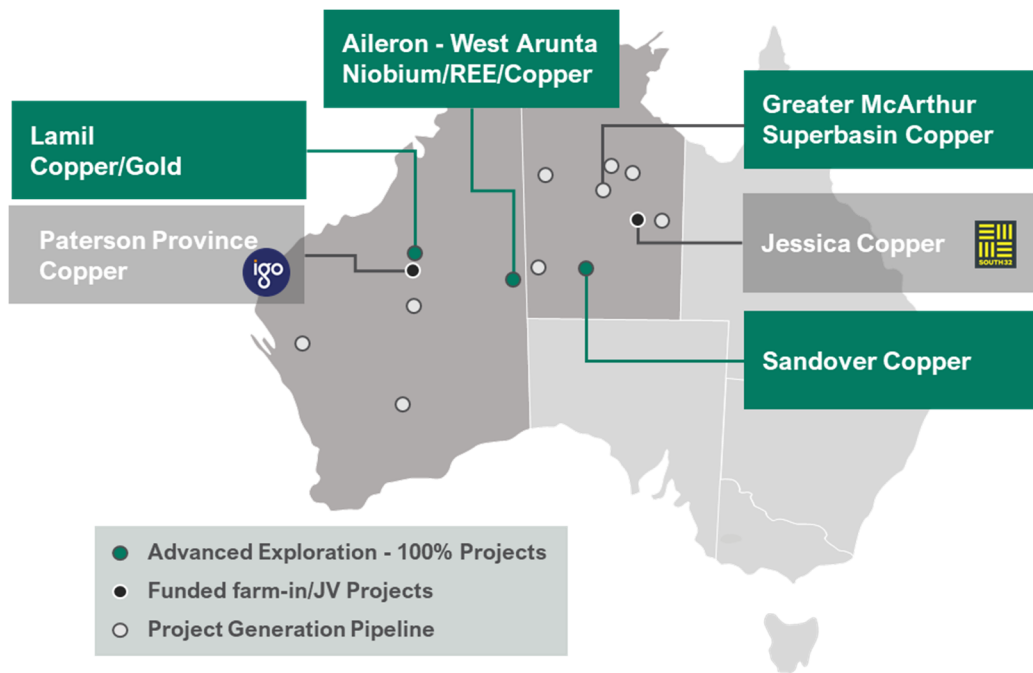 Aileron - West Arunta
Niobium/REE/Copper
Lamil
Copper/Gold
Greater McArthur
Superbasin Copper
Paterson Province
Copper
igo
Jessica Copper
SOUTH32
Sandover Copper
Advanced Exploration - 100% Projects
Funded farm-in/JV Projects
Project Generation Pipeline